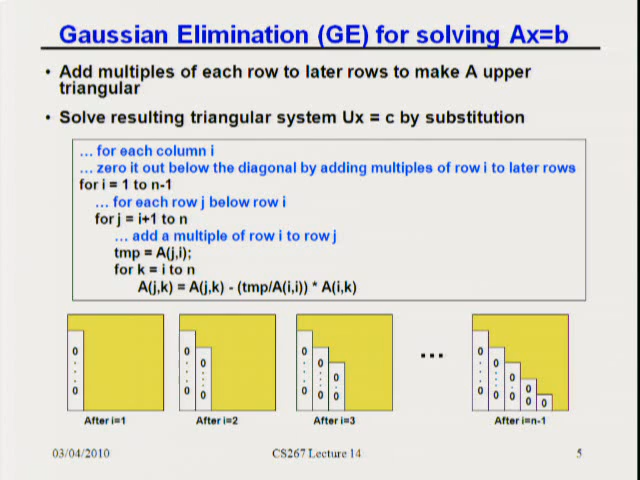 Gaussian Elimination (GE) for solving Ax=b
• Add multiples of each row to later rows to make A upper
triangular
• Solve resulting triangular system Ux = c by substitution
… for each column i
… zero it out below the diagonal by adding multiples of row i to later rows
for i = 1 to n-1
… for each row j below row i
for j = i+1 to n
… add a multiple of row i to row j
tmp = A(j,i);
for k = i to n
A(j,k) = A(j,k) - (tmp/A(i,i)) * A(i,k)
0 . . . 0
0 . . . 0 0 . . . 0
0 . . . 0 0 . . . 0 0 . 0
…
0 . . . 0 0 . . . 0 0 . 0 0 0 0
After i=1 After i=2 After i=3 After i=n-1
03/04/2010 CS267 Lecture 14 5